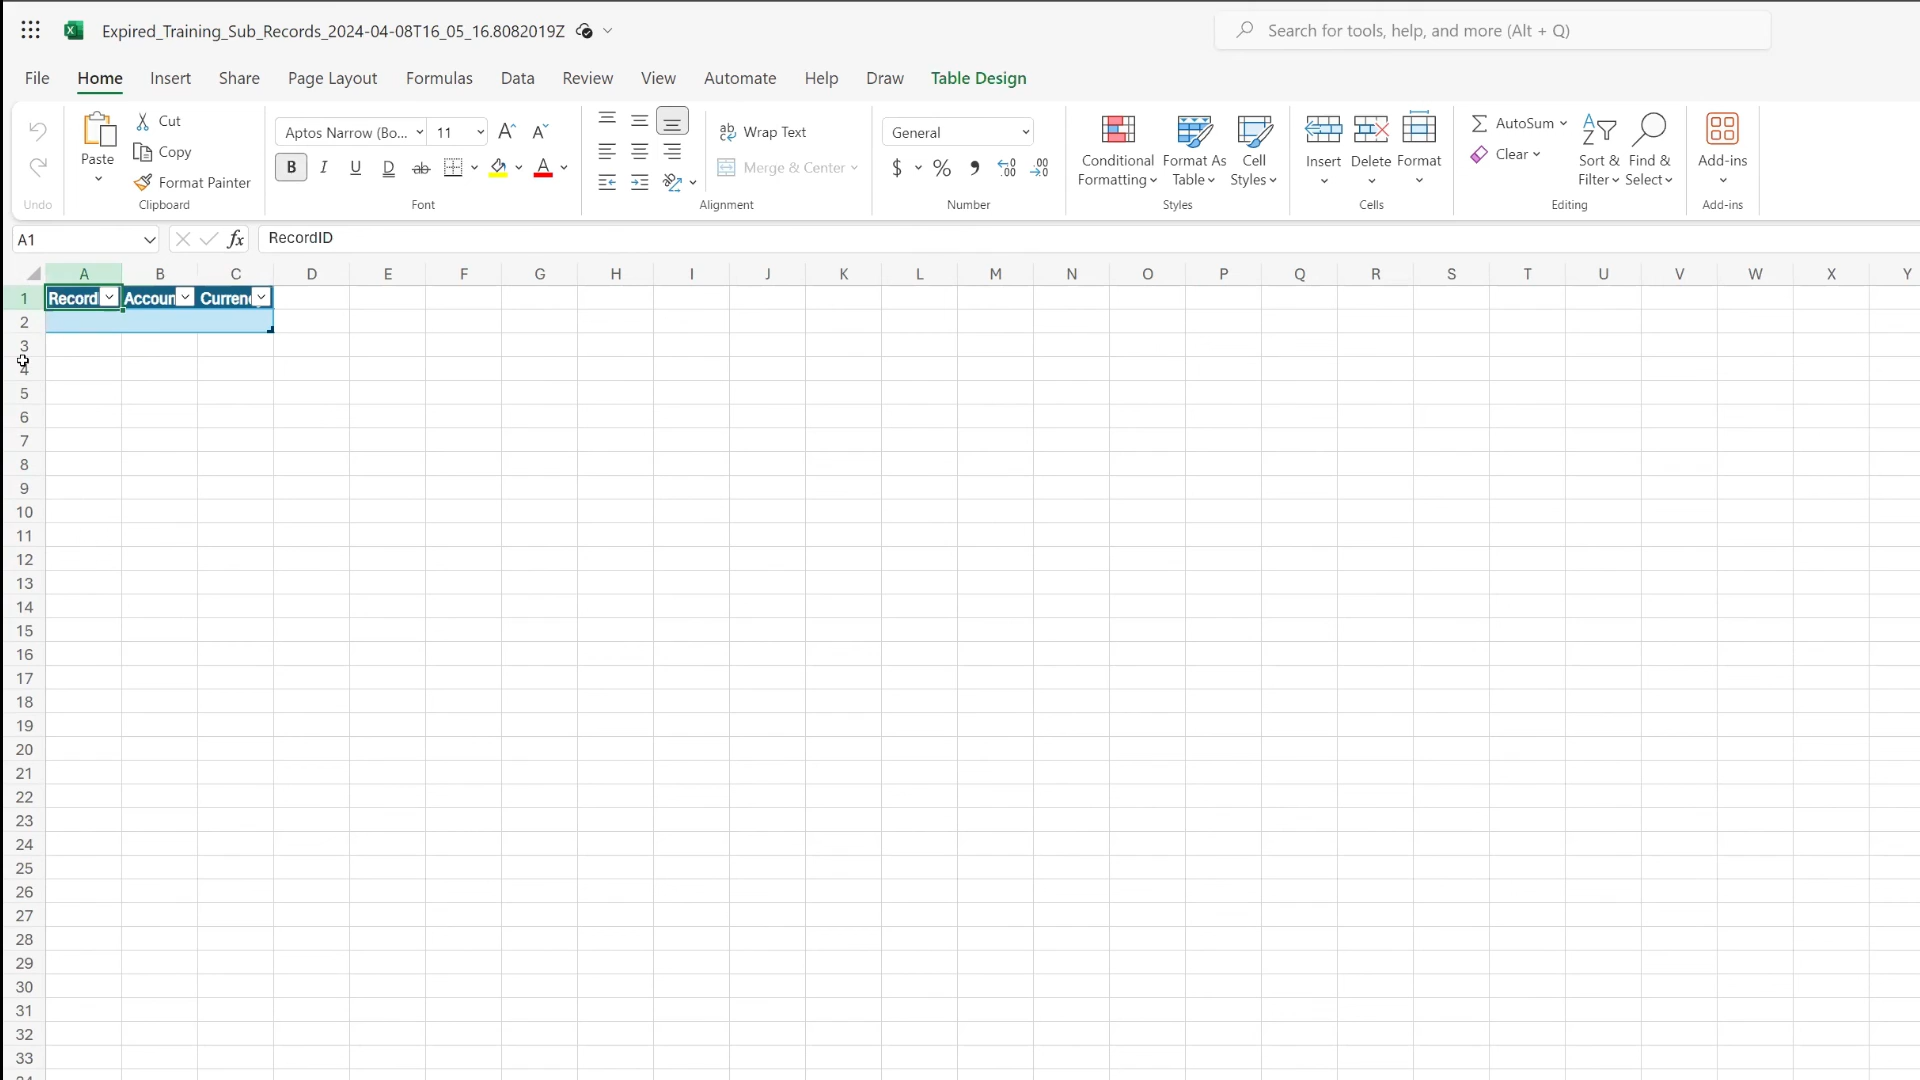 Expired_Training_Sub_Records_2024-04-08T16_05_16.8082019Z
Search for tools, help, and more (Alt + Q)
File Home Insert Share Page Layout Formulas Data Review View Automate Help Draw Table Design
Undo
Paste
Cut
Copy
Format Painter
Clipboard
Aptos Narrow (Bo... 11
B I U D ab
Font
ab Wrap Text
Merge & Center
Alignment
General
$ % , .00 .00
Number
Conditional Formatting
Format As Table
Cell Styles
Styles
Insert Delete Format
Cells
AutoSum
Clear
Sort & Filter
Find & Select
Editing
Add-ins
Add-ins
A1 fx RecordID
A B C D E F G H I J K L M N O P Q R S T U V W X Y
1 Record Accoun Curren
2
3
4
5
6
7
8
9
10
11
12
13
14
15
16
17
18
19
20
21
22
23
24
25
26
27
28
29
30
31
32
33